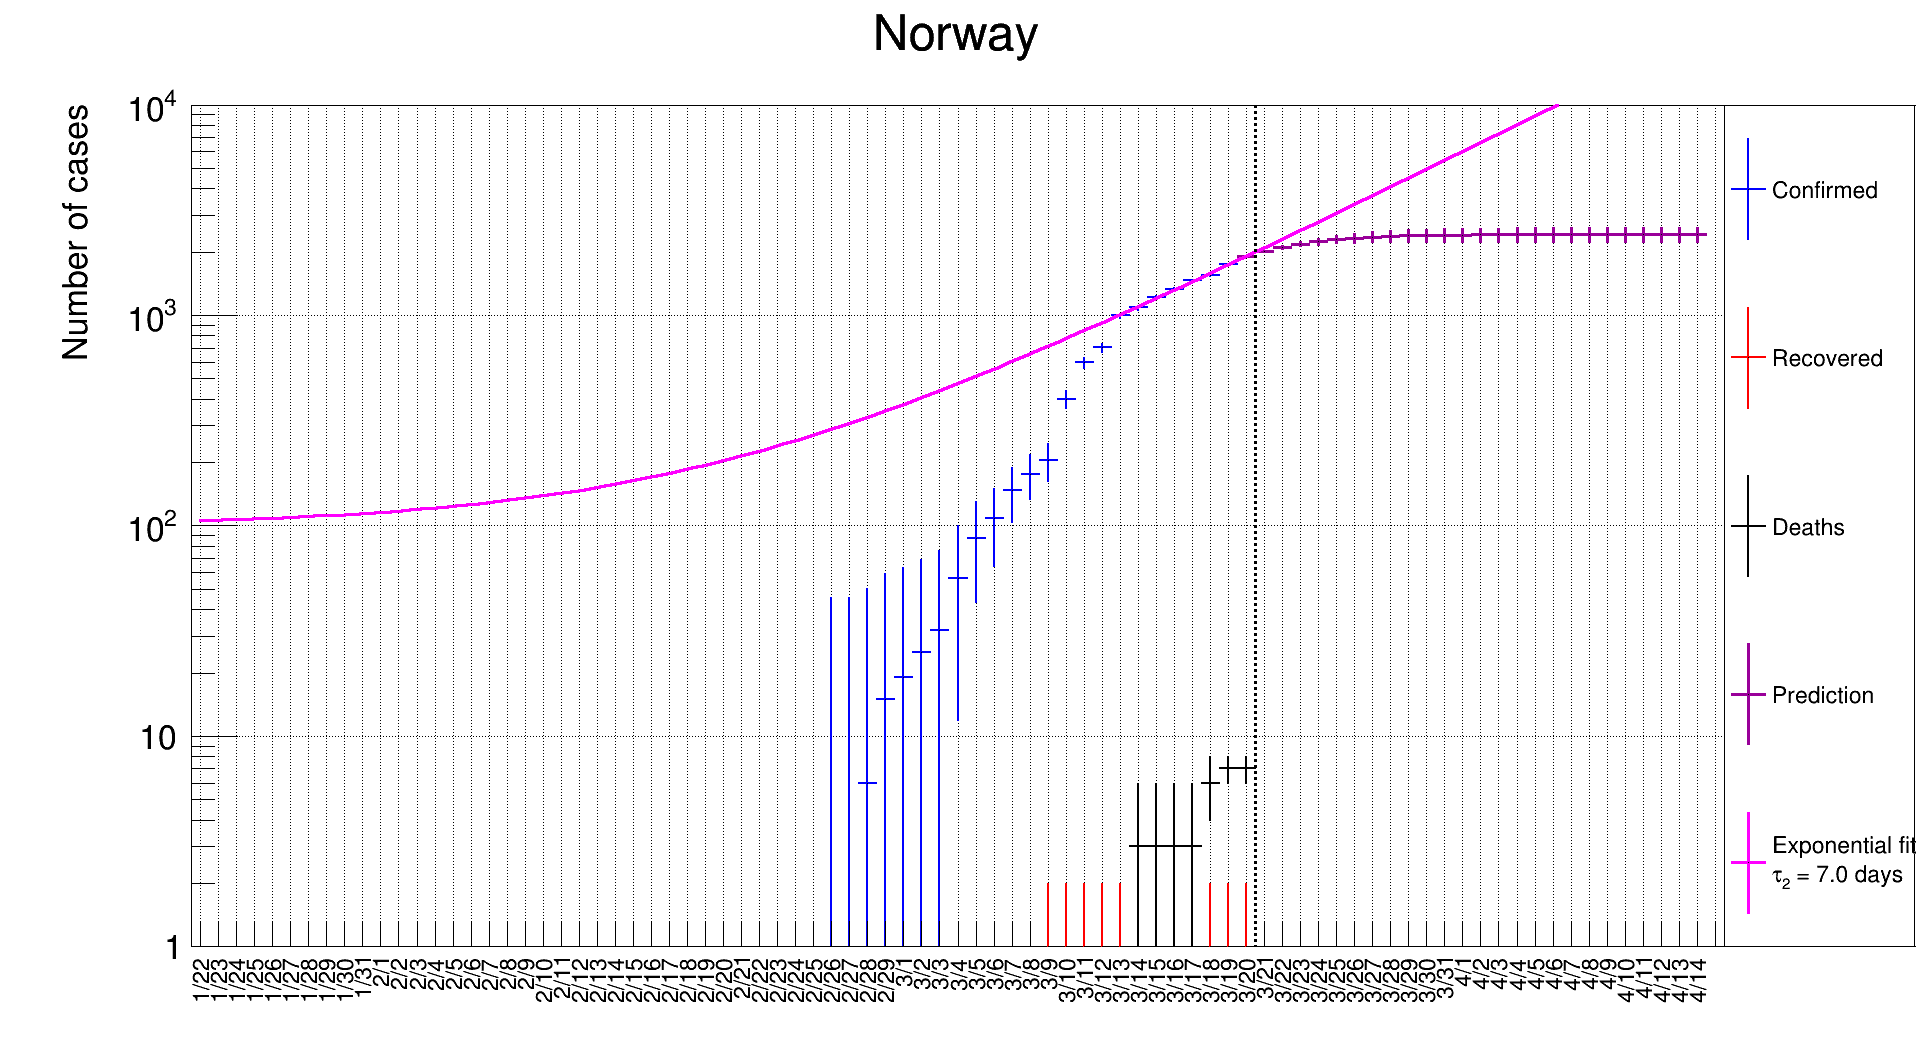 Norway
Number of cases
10^4
10^3
10^2
10
1
1/22 1/23 1/24 1/25 1/26 1/27 1/28 1/29 1/30 1/31 2/1 2/2 2/3 2/4 2/5 2/6 2/7 2/8 2/9 2/10 2/11 2/12 2/13 2/14 2/15 2/16 2/17 2/18 2/19 2/20 2/21 2/22 2/23 2/24 2/25 2/26 2/27 2/28 2/29 3/1 3/2 3/3 3/4 3/5 3/6 3/7 3/8 3/9 3/10 3/11 3/12 3/13 3/14 3/15 3/16 3/17 3/18 3/19 3/20 3/21 3/22 3/23 3/24 3/25 3/26 3/27 3/28 3/29 3/30 3/31 4/1 4/2 4/3 4/4 4/5 4/6 4/7 4/8 4/9 4/10 4/11 4/12 4/13 4/14
Confirmed
Recovered
Deaths
Prediction
Exponential fit
τ₂ = 7.0 days